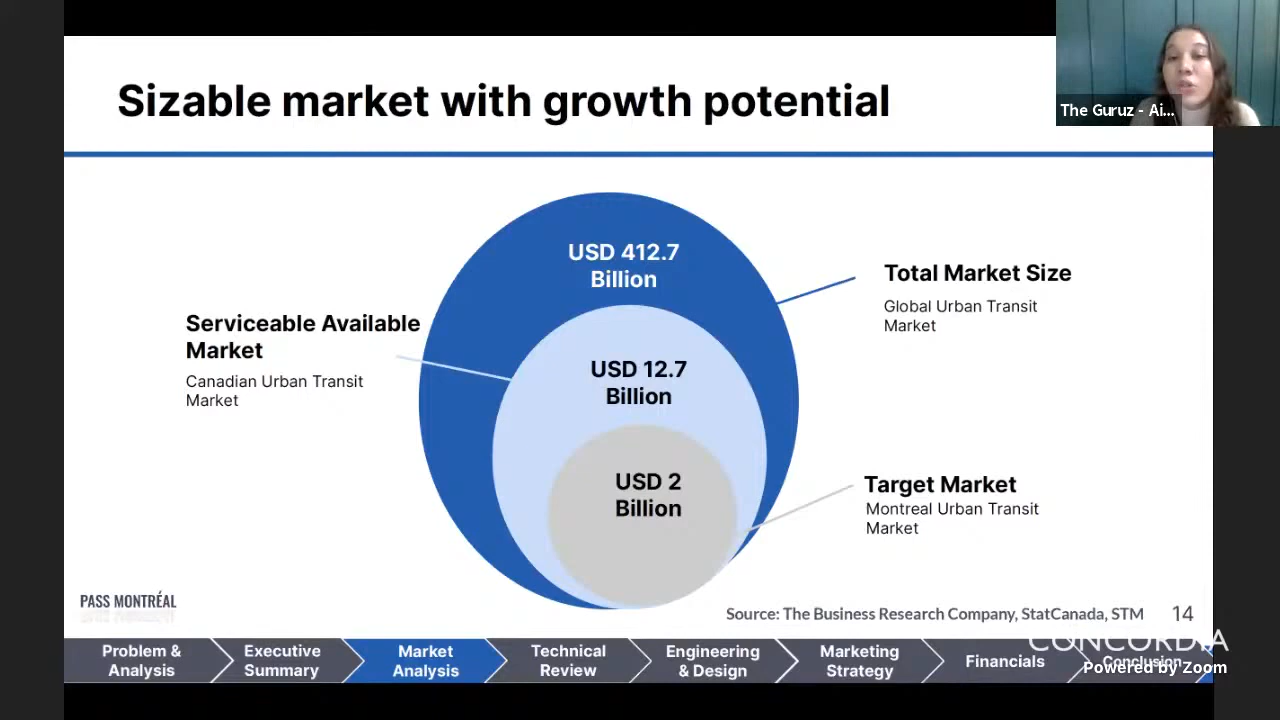 Sizable market with growth potential
The Guruz - Ai...
USD 412.7
Billion
Total Market Size
Global Urban Transit
Market
Serviceable Available
Market
Canadian Urban Transit
Market
USD 12.7
Billion
USD 2
Billion
Target Market
Montreal Urban Transit
Market
PASS MONTRÉAL
Source: The Business Research Company, StatCanada, STM
14
CONCORDIA
Problem &
Analysis
Executive
Summary
Market
Analysis
Technical
Review
Engineering
& Design
Marketing
Strategy
Financials
Conclusion
Powered by Zoom